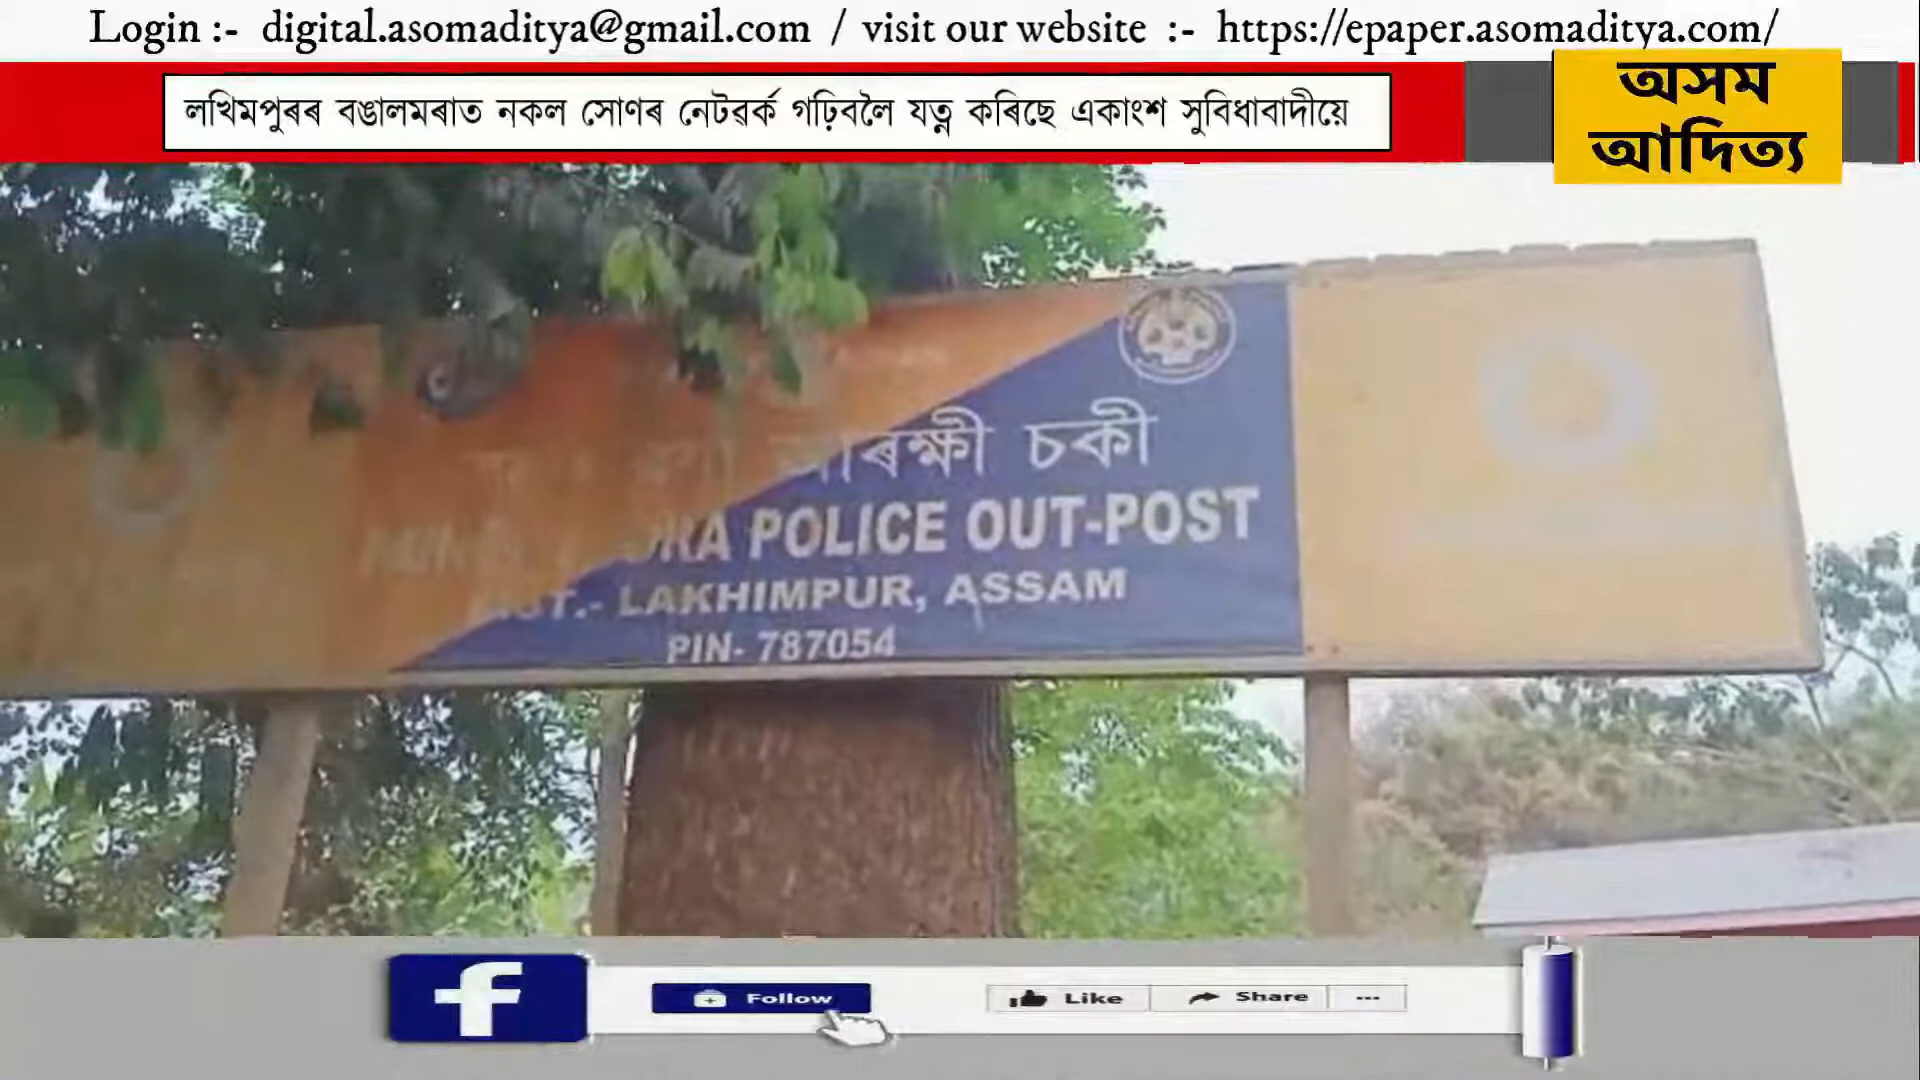 Login :- digital.asomaditya@gmail.com / visit our website :- https://epaper.asomaditya.com/
লখিমপুৰৰ বঙালমৰাত নকল সোণৰ নেটৱৰ্ক গঢ়িবলৈ যত্ন কৰিছে একাংশ সুবিধাবাদীয়ে
অসম
আদিত্য
আৰক্ষী চকী
POLICE OUT-POST
DIST.- LAKHIMPUR, ASSAM
PIN- 787054
f
Follow
Like
Share
...